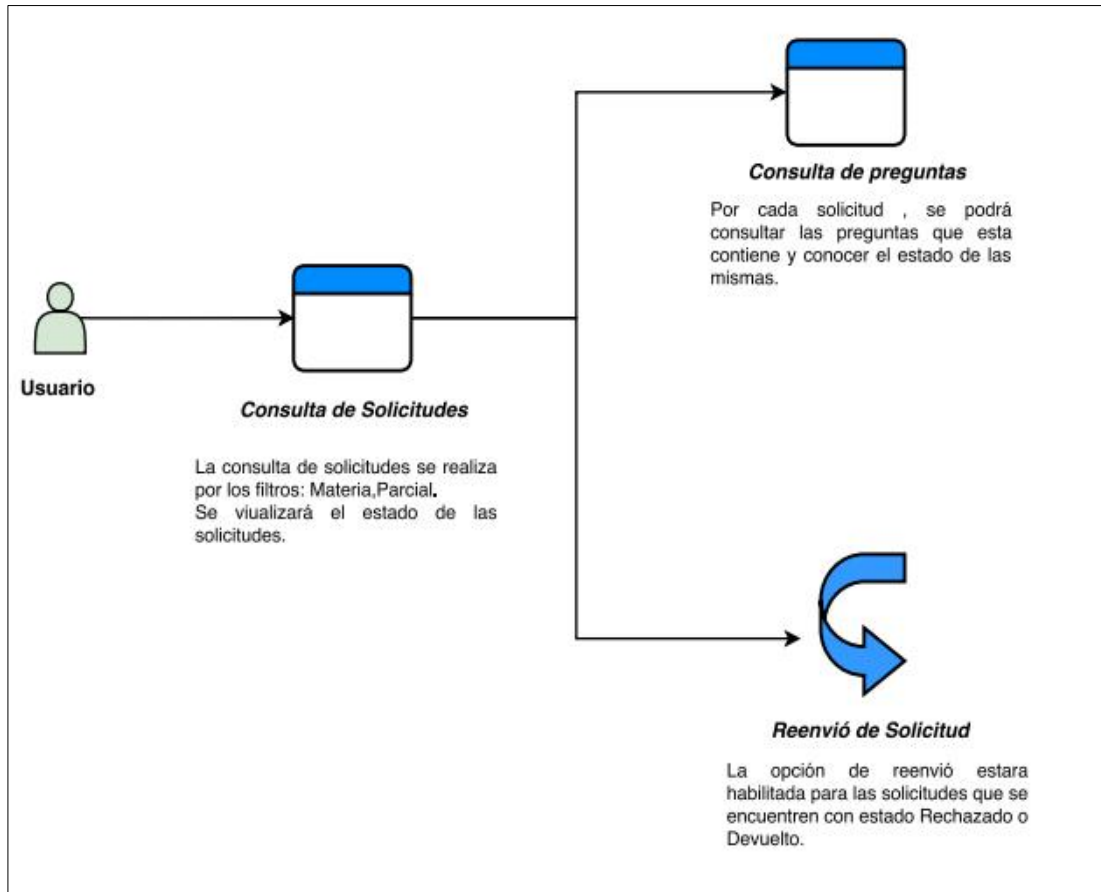 Consulta de preguntas
Por cada solicitud , se podrá
consultar las preguntas que esta
contiene y conocer el estado de las
mismas.
Usuario
Consulta de Solicitudes
La consulta de solicitudes se realiza
por los filtros: Materia,Parcial.
Se viualizará el estado de las
solicitudes.
Reenvió de Solicitud
La opción de reenvió estara
habilitada para las solicitudes que se
encuentren con estado Rechazado o
Devuelto.